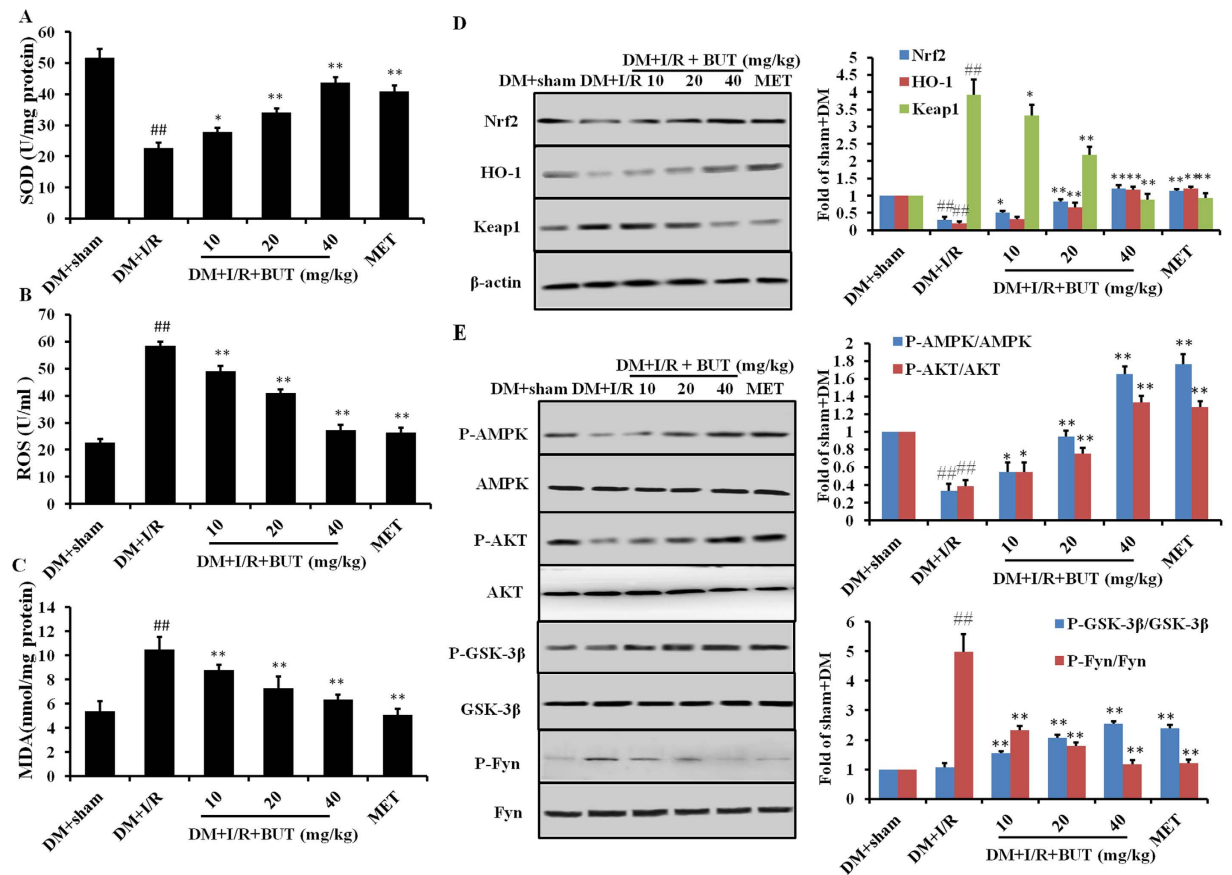 A
SOD (U/mg protein)
60
50
40
30
20
10
0
##
*
**
**
**
DM+sham
DM+I/R
10
20
40
MET
DM+I/R+BUT (mg/kg)
B
ROS (U/ml)
70
60
50
40
30
20
10
0
##
**
**
**
**
DM+sham
DM+I/R
10
20
40
MET
DM+I/R+BUT (mg/kg)
C
MDA(nmol/mg protein)
14
12
10
8
6
4
2
0
##
**
**
**
**
DM+sham
DM+I/R
10
20
40
MET
DM+I/R+BUT (mg/kg)
D
DM+I/R + BUT (mg/kg)
DM+sham DM+I/R 10 20 40 MET
Nrf2
HO-1
Keap1
β-actin
Fold of sham+DM
5
4.5
4
3.5
3
2.5
2
1.5
1
0.5
0
Nrf2
HO-1
Keap1
##
##
##
*
*
**
**
**
**
**
**
**
**
**
DM+sham
DM+I/R
10
20
40
MET
DM+I/R+BUT (mg/kg)
E
DM+I/R + BUT (mg/kg)
DM+sham DM+I/R 10 20 40 MET
P-AMPK
AMPK
P-AKT
AKT
P-GSK-3β
GSK-3β
P-Fyn
Fyn
Fold of sham+DM
2
1.8
1.6
1.4
1.2
1
0.8
0.6
0.4
0.2
0
P-AMPK/AMPK
P-AKT/AKT
##
##
*
*
**
**
**
**
**
**
DM+sham
DM+I/R
10
20
40
MET
DM+I/R+BUT (mg/kg)
Fold of sham+DM
6
5
4
3
2
1
0
P-GSK-3β/GSK-3β
P-Fyn/Fyn
##
**
**
**
**
**
**
**
**
DM+sham
DM+I/R
10
20
40
MET
DM+I/R+BUT (mg/kg)